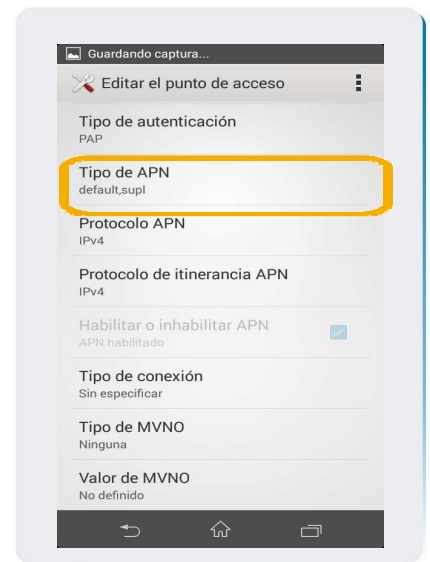 Guardando captura...
Editar el punto de acceso
Tipo de autenticación
PAP
Tipo de APN
default,supl
Protocolo APN
IPv4
Protocolo de itinerancia APN
IPv4
Habilitar o inhabilitar APN
APN habilitado
Tipo de conexión
Sin especificar
Tipo de MVNO
Ninguna
Valor de MVNO
No definido